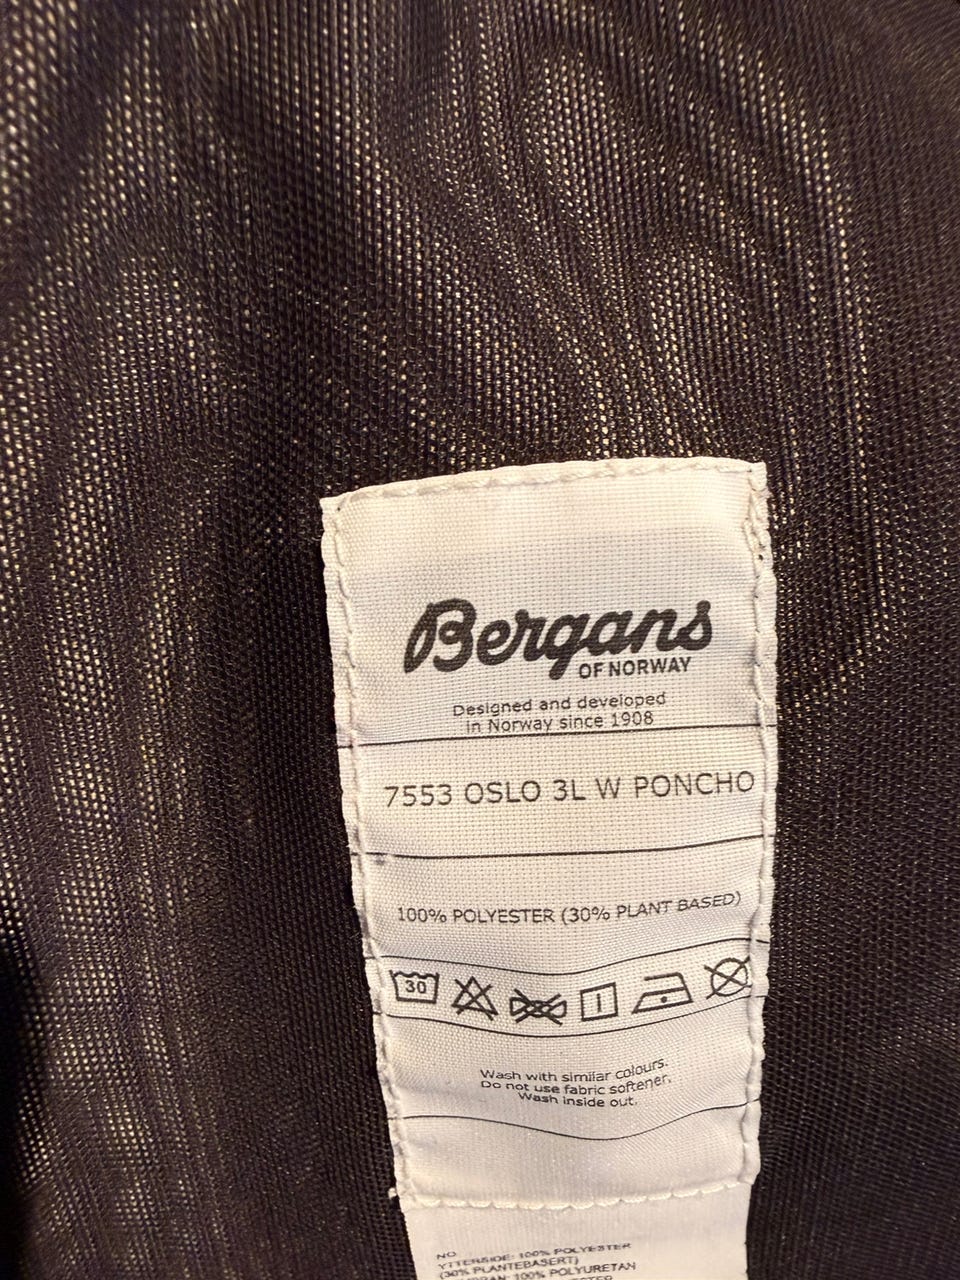 Bergans
OF NORWAY
Designed and developed
in Norway since 1908
7553 OSLO 3L W PONCHO
100% POLYESTER (30% PLANT BASED)
30
Wash with similar colours.
Do not use fabric softener.
Wash inside out.
NO
YTTERSIDE: 100% POLYESTER
(30% PLANTEBASERT)
100% POLYURETAN